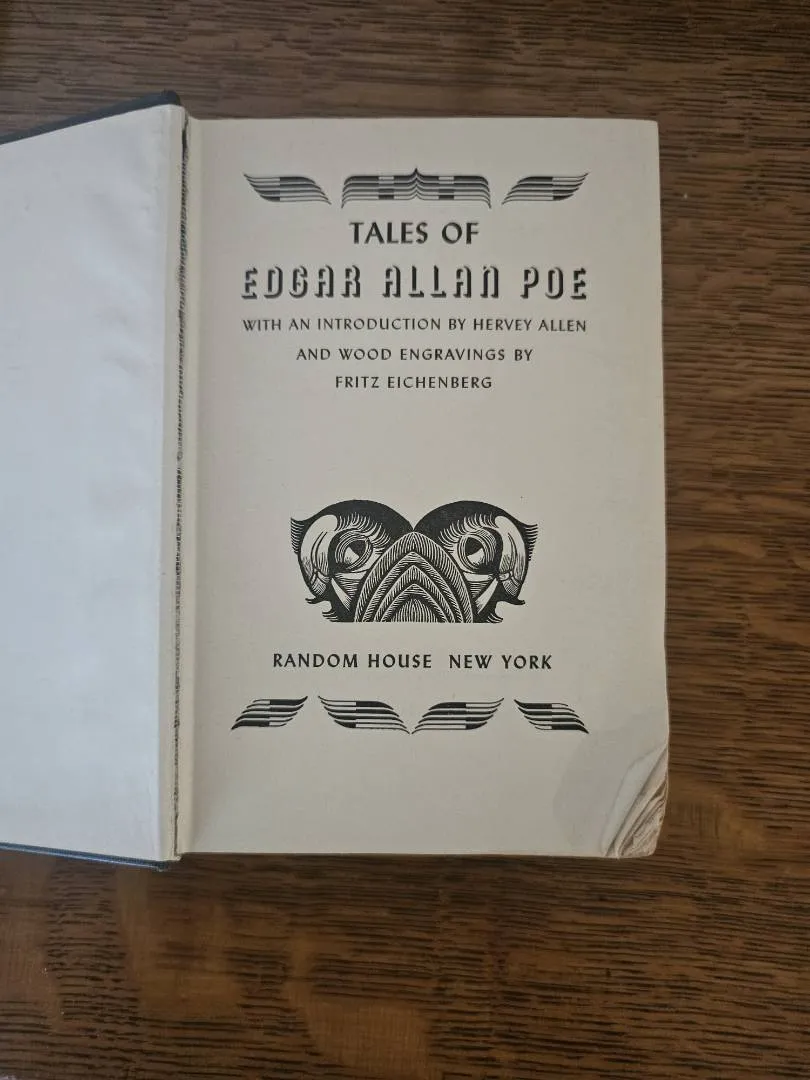 TALES OF
EDGAR ALLAN POE
WITH AN INTRODUCTION BY HERVEY ALLEN
AND WOOD ENGRAVINGS BY
FRITZ EICHENBERG
RANDOM HOUSE NEW YORK